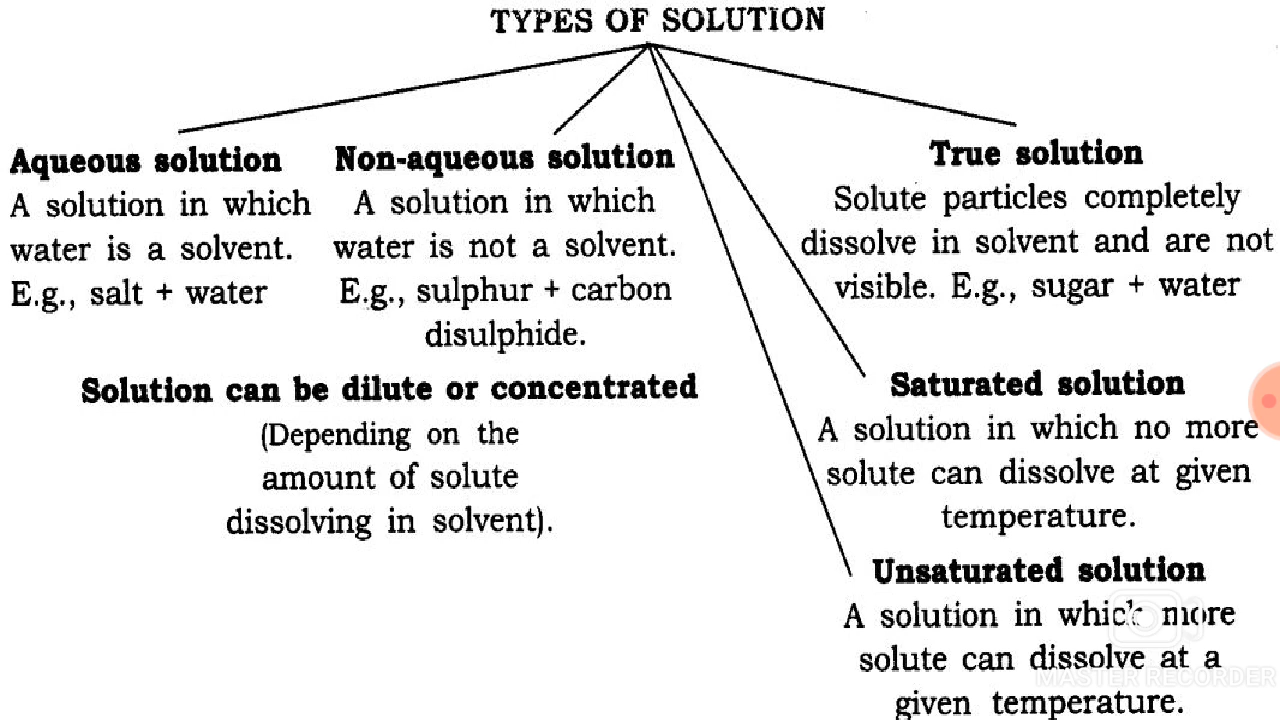 TYPES OF SOLUTION
Aqueous solution
A solution in which
water is a solvent.
E.g., salt + water
Non-aqueous solution
A solution in which
water is not a solvent.
E.g., sulphur + carbon
disulphide.
True solution
Solute particles completely
dissolve in solvent and are not
visible. E.g., sugar + water
Solution can be dilute or concentrated
(Depending on the
amount of solute
dissolving in solvent).
Saturated solution
A solution in which no more
solute can dissolve at given
temperature.
Unsaturated solution
A solution in which more
solute can dissolve at a
given temperature.
MASTER RECORDER